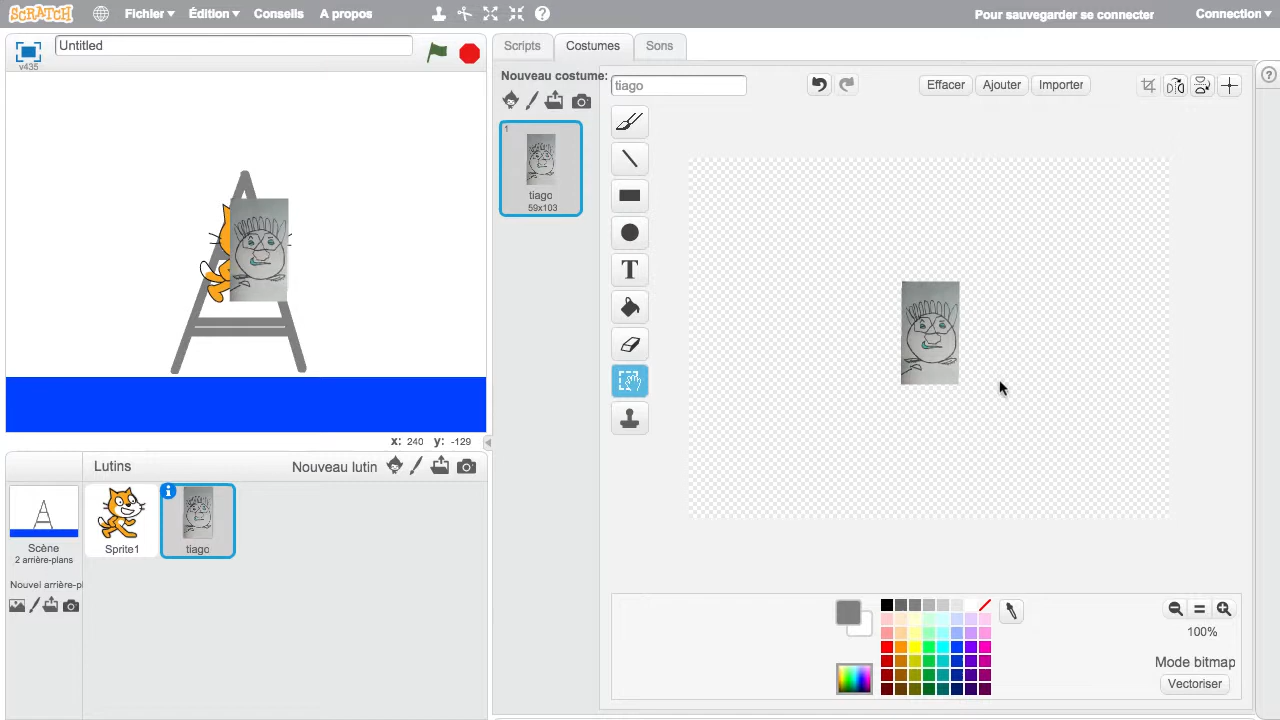 SCRATCH
Fichier
Édition
Conseils
A propos
Pour sauvegarder se connecter
Connection
v435
Untitled
x: 240 y: -129
Lutins
Nouveau lutin
Scène
2 arrière-plans
Nouvel arrière-pl
Sprite1
tiago
Scripts
Costumes
Sons
Nouveau costume:
1
tiago
59x103
tiago
Effacer
Ajouter
Importer
T
100%
Mode bitmap
Vectoriser